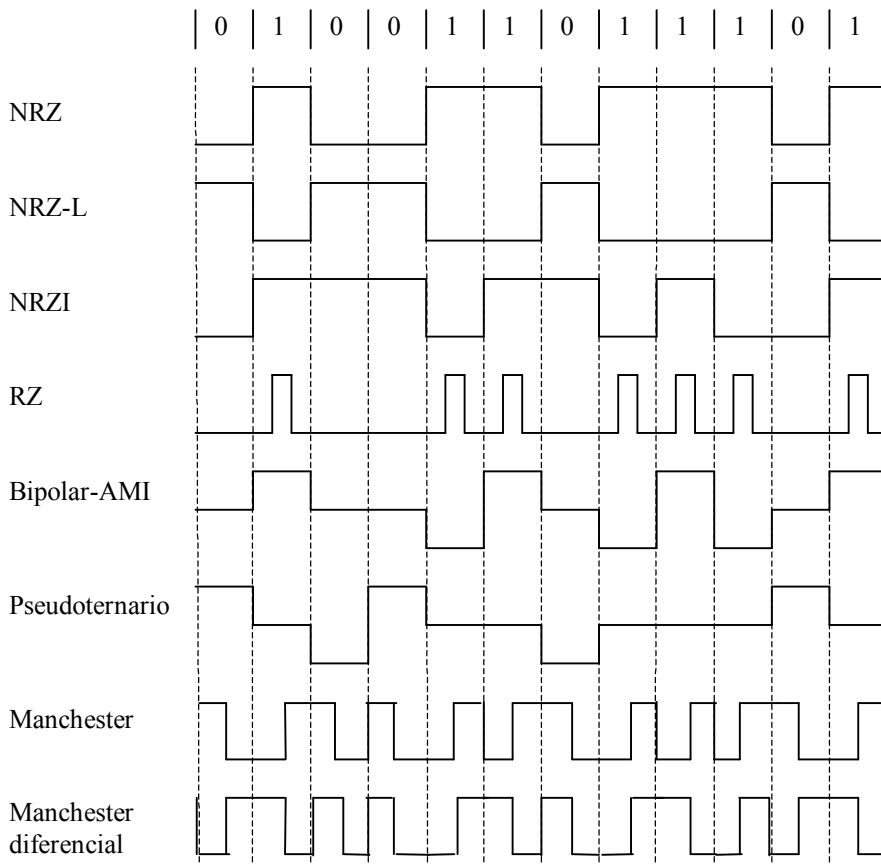 0 1 0 0 1 1 0 1 1 1 0 1
NRZ
NRZ-L
NRZI
RZ
Bipolar-AMI
Pseudoternario
Manchester
Manchester
diferencial